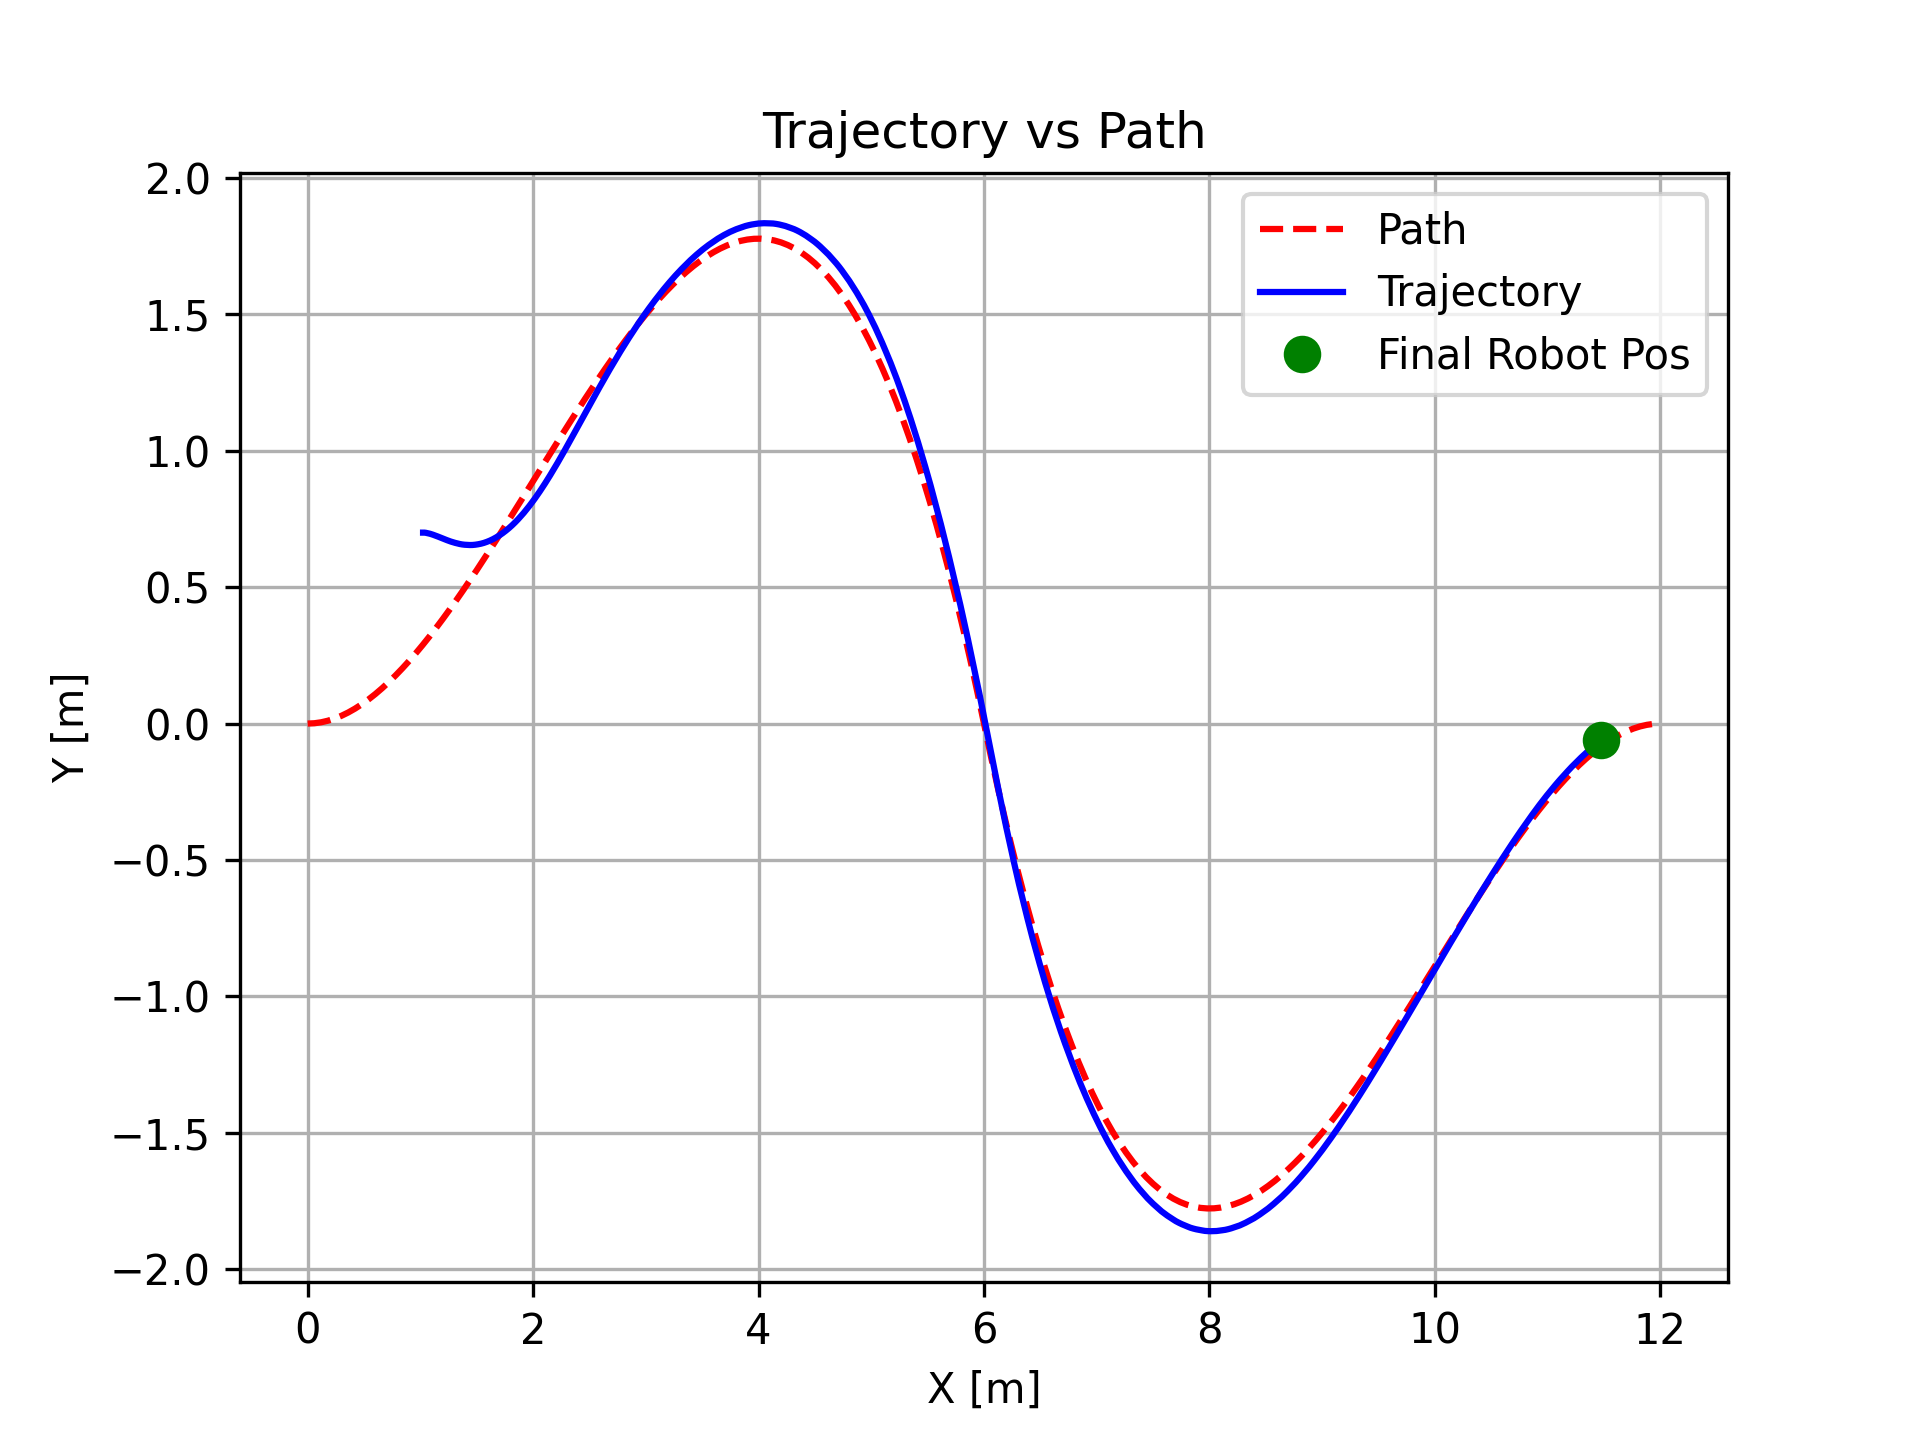 Trajectory vs Path
Path
Trajectory
Final Robot Pos
2.0
1.5
1.0
0.5
0.0
−0.5
−1.0
−1.5
−2.0
Y [m]
0 2 4 6 8 10 12
X [m]